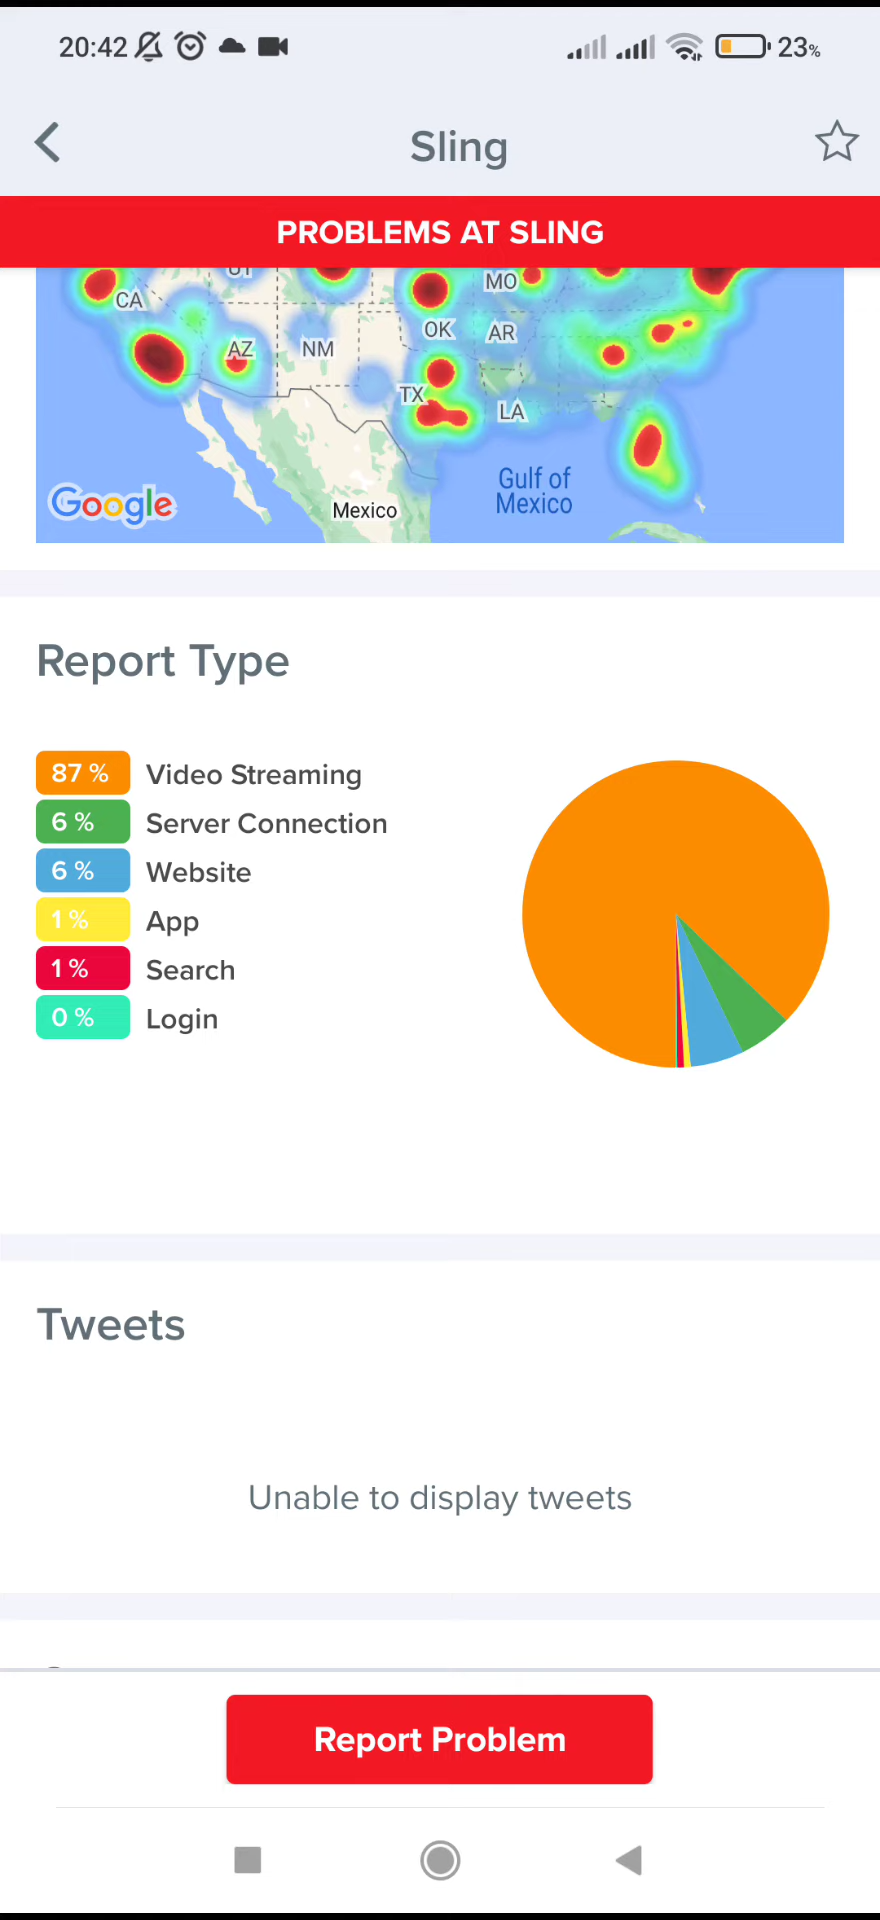 20:42
23%
Sling
PROBLEMS AT SLING
UT
MO
CA
OK
AR
AZ
NM
TX
LA
Gulf of
Mexico
Google
Mexico
Report Type
87 % Video Streaming
6 % Server Connection
6 % Website
1 % App
1 % Search
0 % Login
Tweets
Unable to display tweets
Report Problem